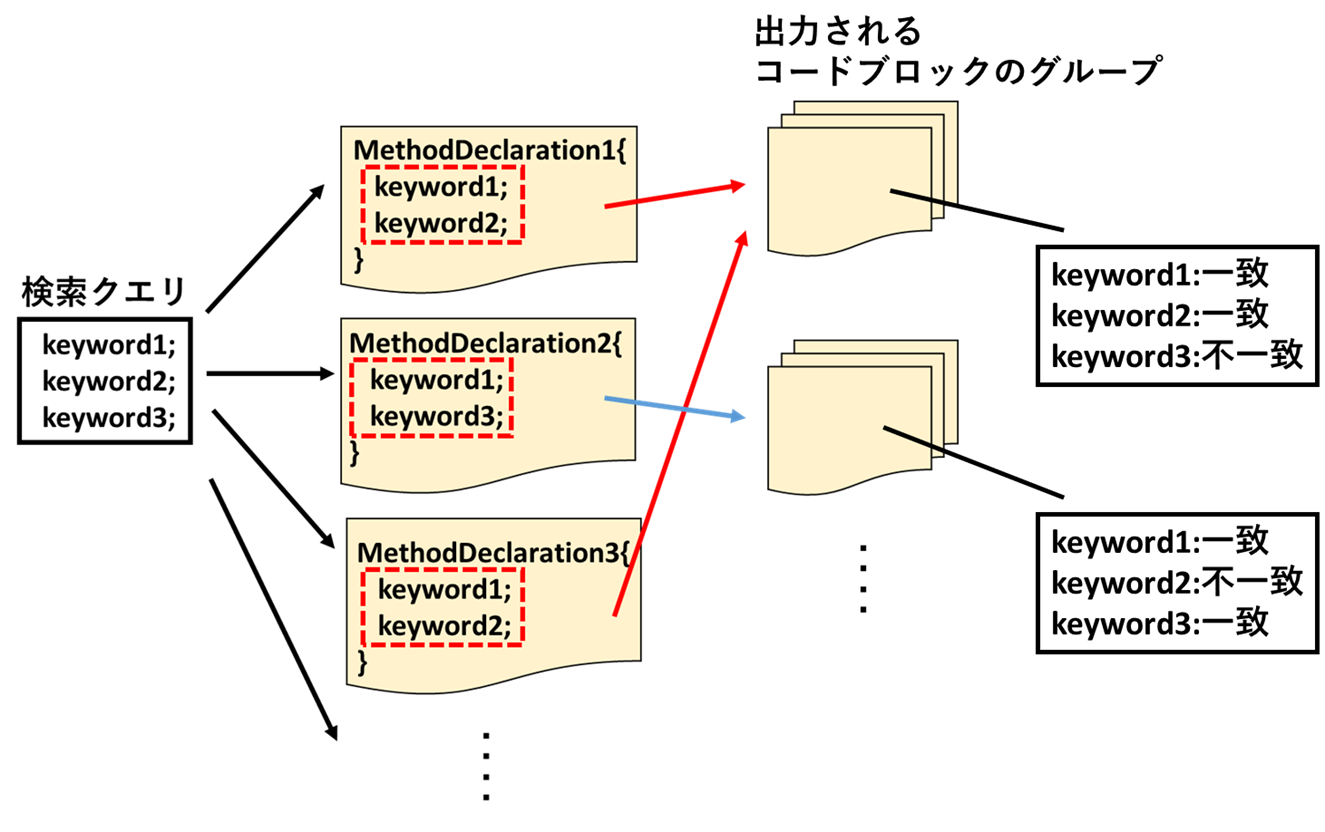 検索クエリ
keyword1;
keyword2;
keyword3;
MethodDeclaration1{
keyword1;
keyword2;
}
MethodDeclaration2{
keyword1;
keyword3;
}
MethodDeclaration3{
keyword1;
keyword2;
}
出力される
コードブロックのグループ
keyword1:一致
keyword2:一致
keyword3:不一致
keyword1:一致
keyword2:不一致
keyword3:一致